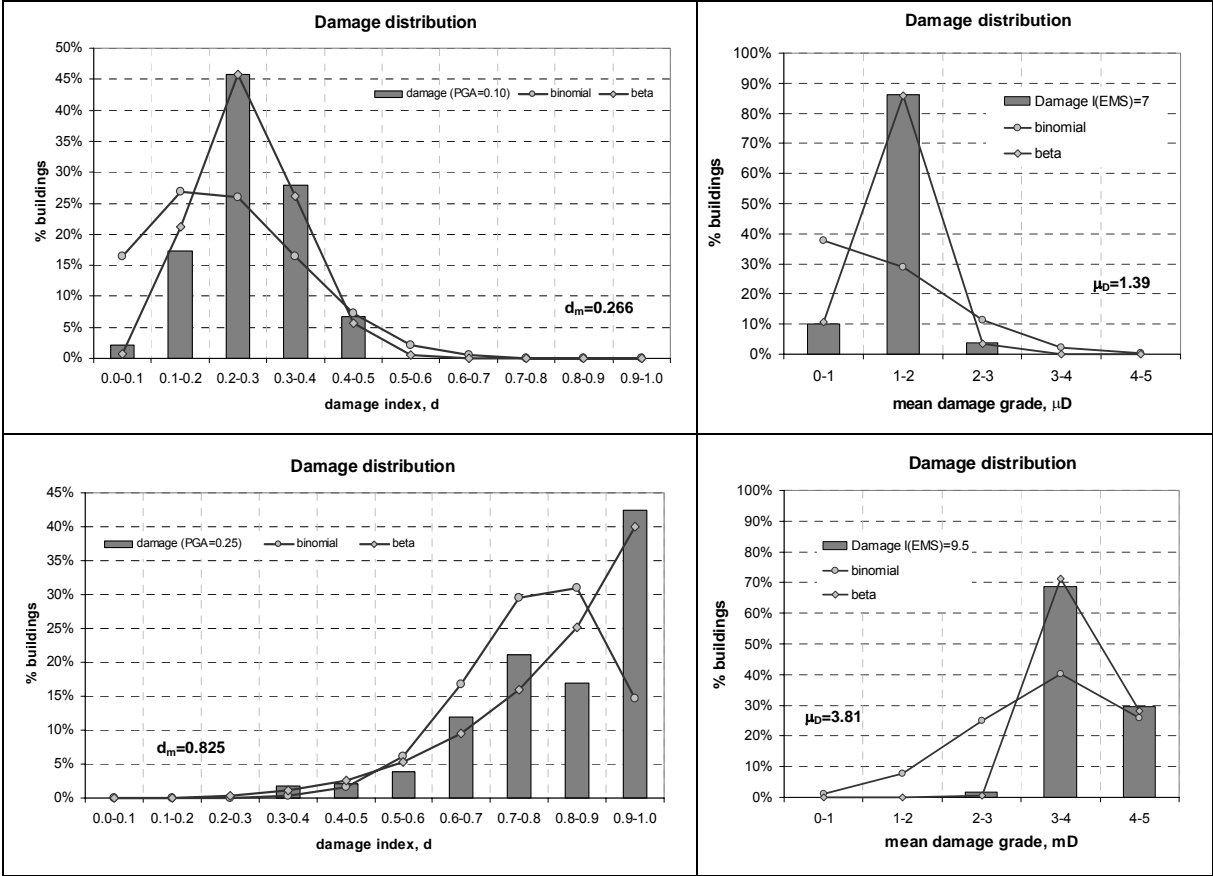 Damage distribution
50%
45%
40%
35%
30%
25%
20%
15%
10%
5%
0%
% buildings
damage (PGA=0.10) binomial beta
dm=0.266
0.0-0.1 0.1-0.2 0.2-0.3 0.3-0.4 0.4-0.5 0.5-0.6 0.6-0.7 0.7-0.8 0.8-0.9 0.9-1.0
damage index, d
Damage distribution
100%
90%
80%
70%
60%
50%
40%
30%
20%
10%
0%
% buildings
Damage I(EMS)=7
binomial
beta
μD=1.39
0-1 1-2 2-3 3-4 4-5
mean damage grade, μD
Damage distribution
45%
40%
35%
30%
25%
20%
15%
10%
5%
0%
% buildings
damage (PGA=0.25) binomial beta
dm=0.825
0.0-0.1 0.1-0.2 0.2-0.3 0.3-0.4 0.4-0.5 0.5-0.6 0.6-0.7 0.7-0.8 0.8-0.9 0.9-1.0
damage index, d
Damage distribution
100%
90%
80%
70%
60%
50%
40%
30%
20%
10%
0%
% buildings
Damage I(EMS)=9.5
binomial
beta
μD=3.81
0-1 1-2 2-3 3-4 4-5
mean damage grade, mD